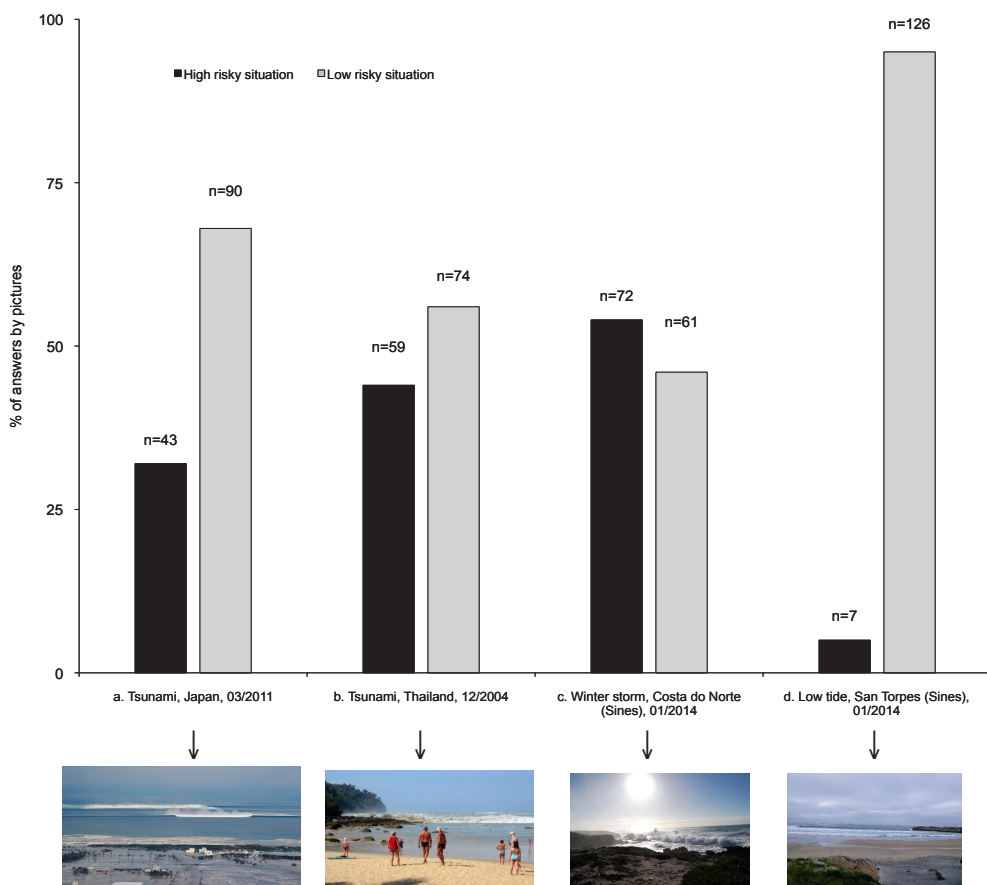 100
n=126
High risky situation Low risky situation
75
n=90
n=74
n=72
n=61
n=59
50
% of answers by pictures
n=43
25
n=7
0
a. Tsunami, Japan, 03/2011
b. Tsunami, Thailand, 12/2004
c. Winter storm, Costa do Norte
(Sines), 01/2014
d. Low tide, San Torpes (Sines),
01/2014